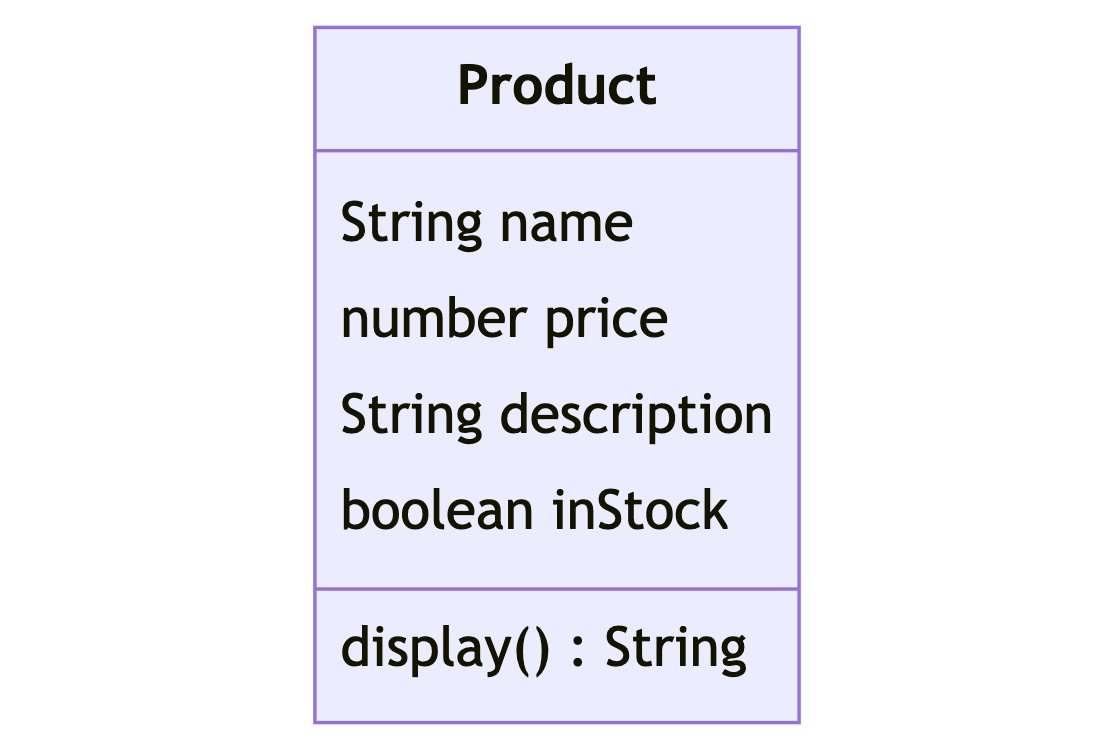 Product
String name
number price
String description
boolean inStock
display() : String